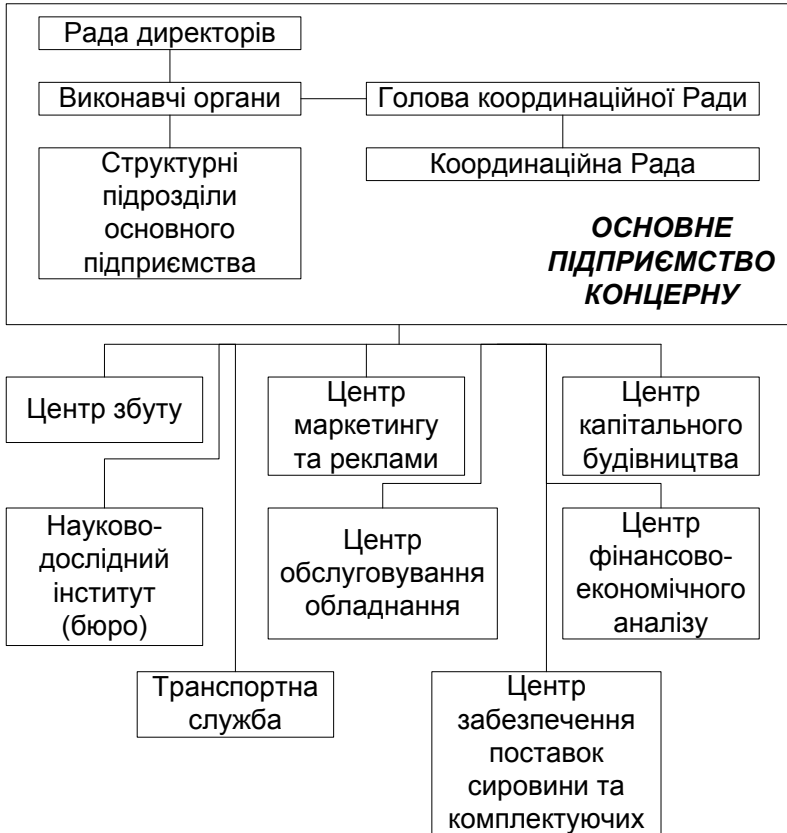 Рада директорів
Виконавчі органи
Голова координаційної Ради
Структурні
підрозділи
основного
підприємства
Координаційна Рада
ОСНОВНЕ
ПІДПРИЄМСТВО
КОНЦЕРНУ
Центр збуту
Центр
маркетингу
та реклами
Центр
капітального
будівництва
Науково-
дослідний
інститут
(бюро)
Центр
обслуговування
обладнання
Центр
фінансово-
економічного
аналізу
Транспортна
служба
Центр
забезпечення
поставок
сировини та
комплектуючих